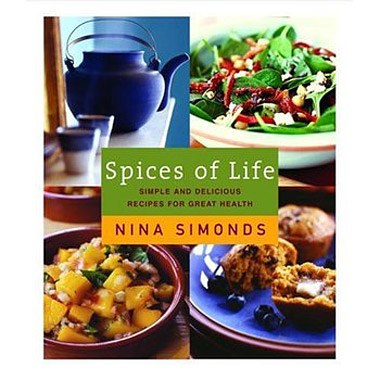 Spices of Life
SIMPLE AND DELICIOUS
RECIPES FOR GREAT HEALTH
NINA SIMONDS